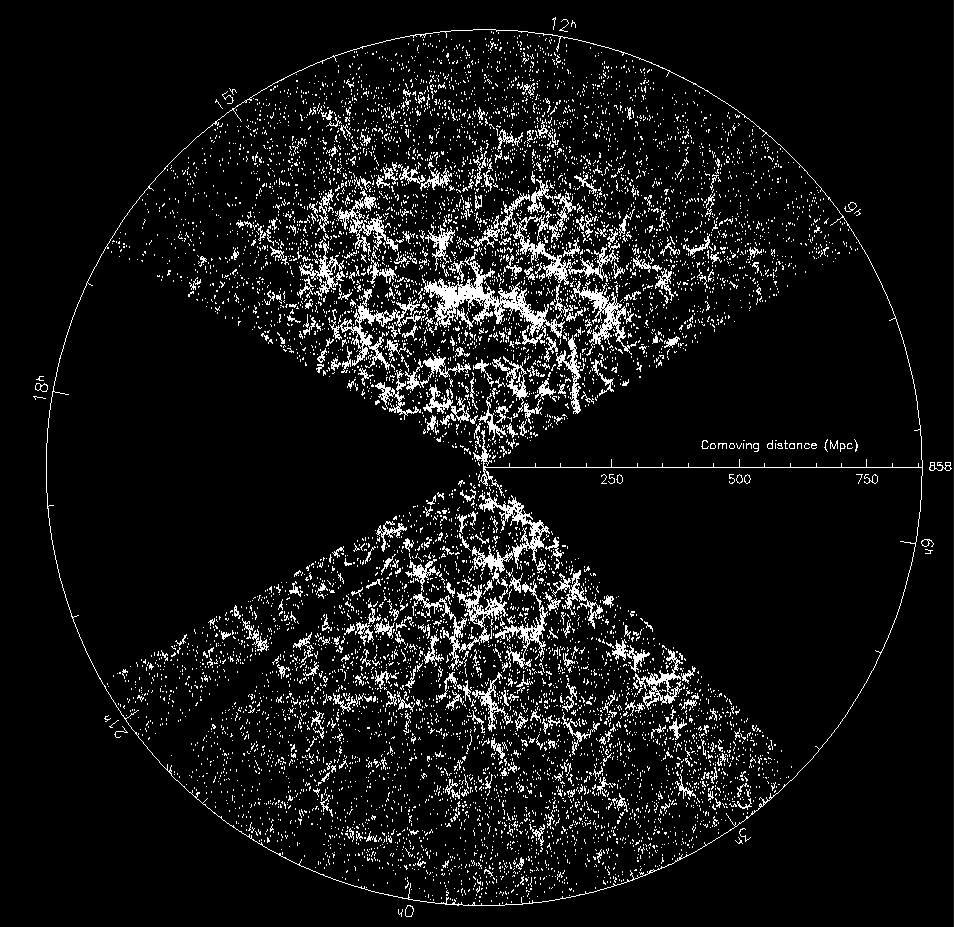 12h
15h
9h
18h
Comoving distance (Mpc)
858
250 500 750
6h
21h
3h
0h